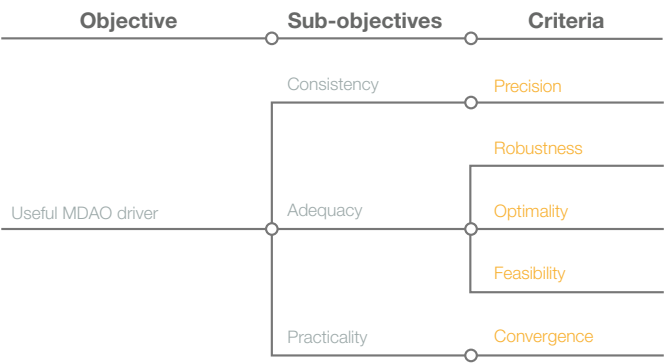 Objective
Sub-objectives
Criteria
Consistency
Precision
Robustness
Useful MDAO driver
Adequacy
Optimality
Feasibility
Practicality
Convergence